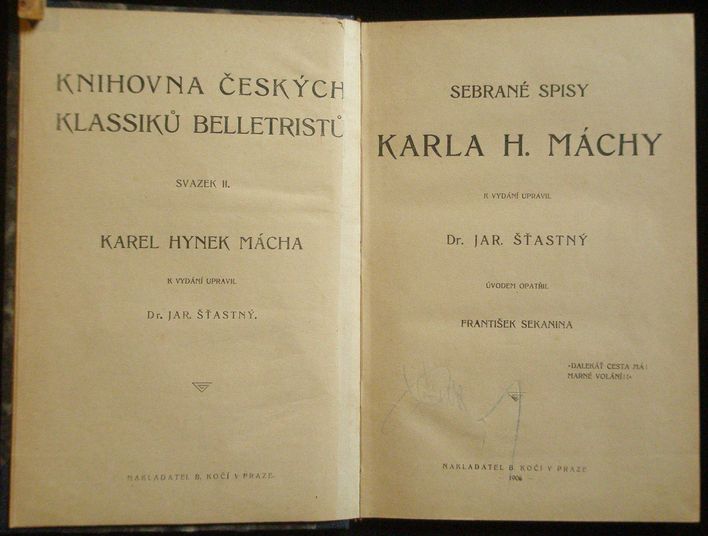 KNIHOVNA ČESKÝCH
KLASSIKŮ BELLETRISTŮ
SVAZEK II.
KAREL HYNEK MÁCHA
K VYDÁNÍ UPRAVIL
Dr. JAR. ŠŤASTNÝ.
NAKLADATEL B. KOČÍ V PRAZE.
SEBRANÉ SPISY
KARLA H. MÁCHY
K VYDÁNÍ UPRAVIL
Dr. JAR. ŠŤASTNÝ
ÚVODEM OPATŘIL
FRANTIŠEK SEKANINA
»DALEKÁŤ CESTA MÁ!
MARNÉ VOLÁNÍ!!«
NAKLADATEL B. KOČÍ V PRAZE
1906